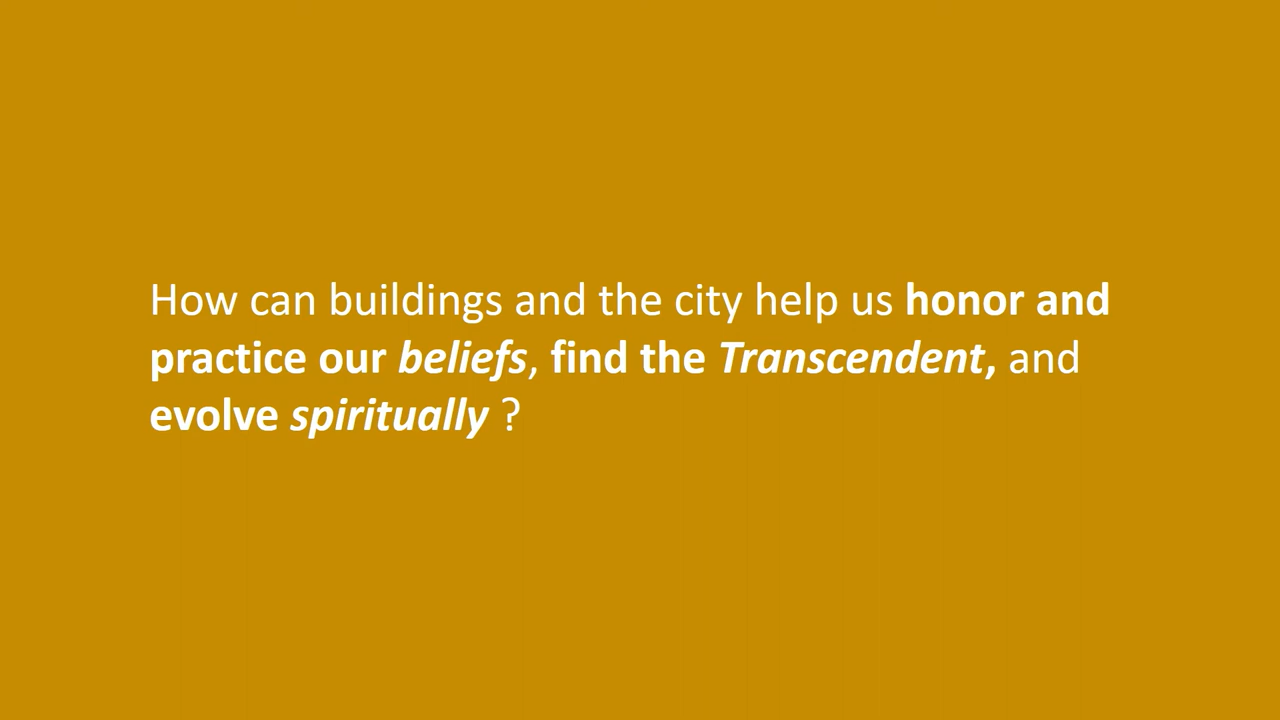 How can buildings and the city help us honor and
practice our beliefs, find the Transcendent, and
evolve spiritually ?